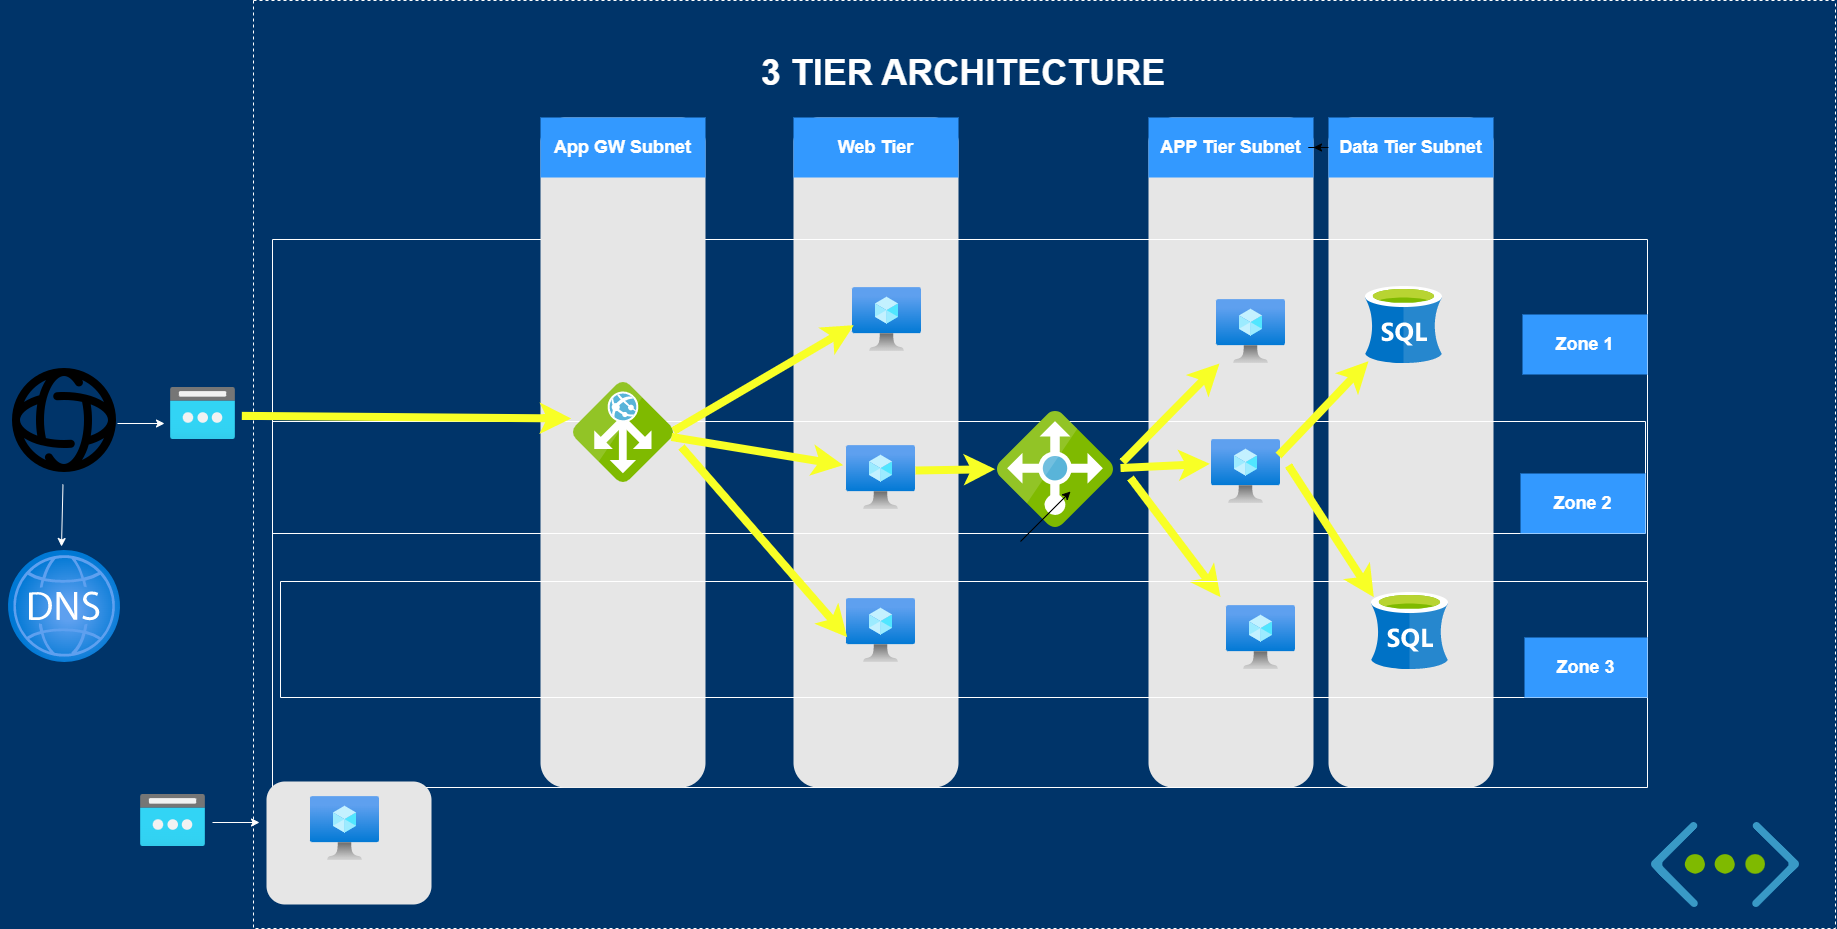 3 TIER ARCHITECTURE
App GW Subnet
Web Tier
APP Tier Subnet
Data Tier Subnet
SQL
Zone 1
Zone 2
DNS
SQL
Zone 3